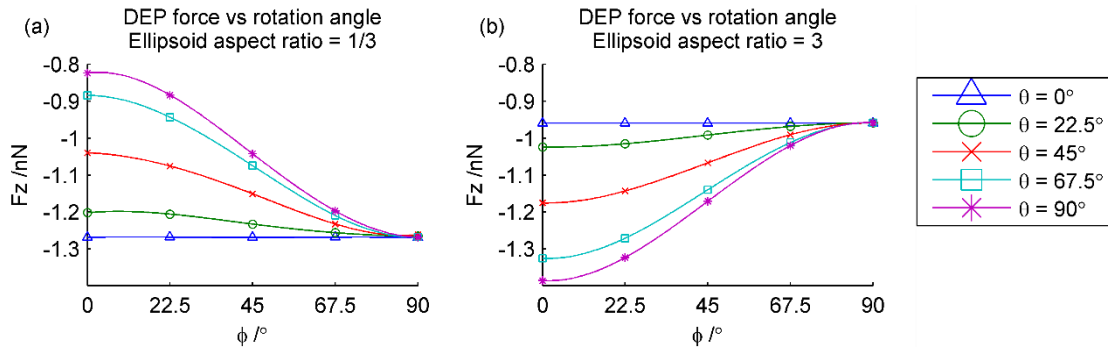 (a)
DEP force vs rotation angle
Ellipsoid aspect ratio = 1/3
Fz /nN
-0.8
-0.9
-1
-1.1
-1.2
-1.3
0 22.5 45 67.5 90
ϕ /°
(b)
DEP force vs rotation angle
Ellipsoid aspect ratio = 3
Fz /nN
-0.8
-0.9
-1
-1.1
-1.2
-1.3
0 22.5 45 67.5 90
ϕ /°
θ = 0°
θ = 22.5°
θ = 45°
θ = 67.5°
θ = 90°